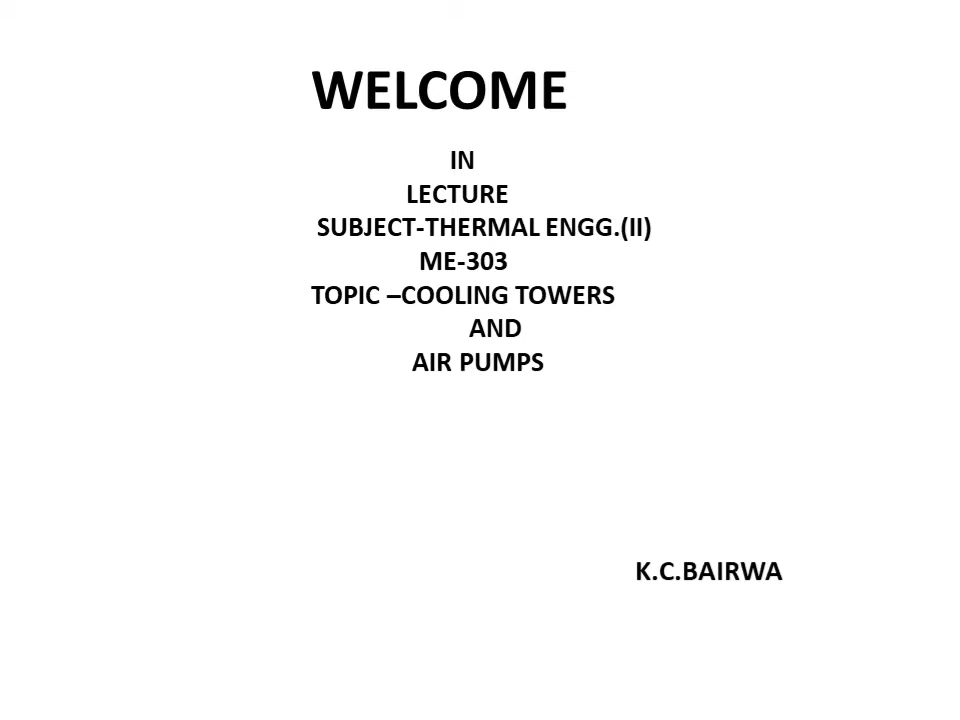 WELCOME
IN
LECTURE
SUBJECT-THERMAL ENGG.(II)
ME-303
TOPIC –COOLING TOWERS
AND
AIR PUMPS
K.C.BAIRWA